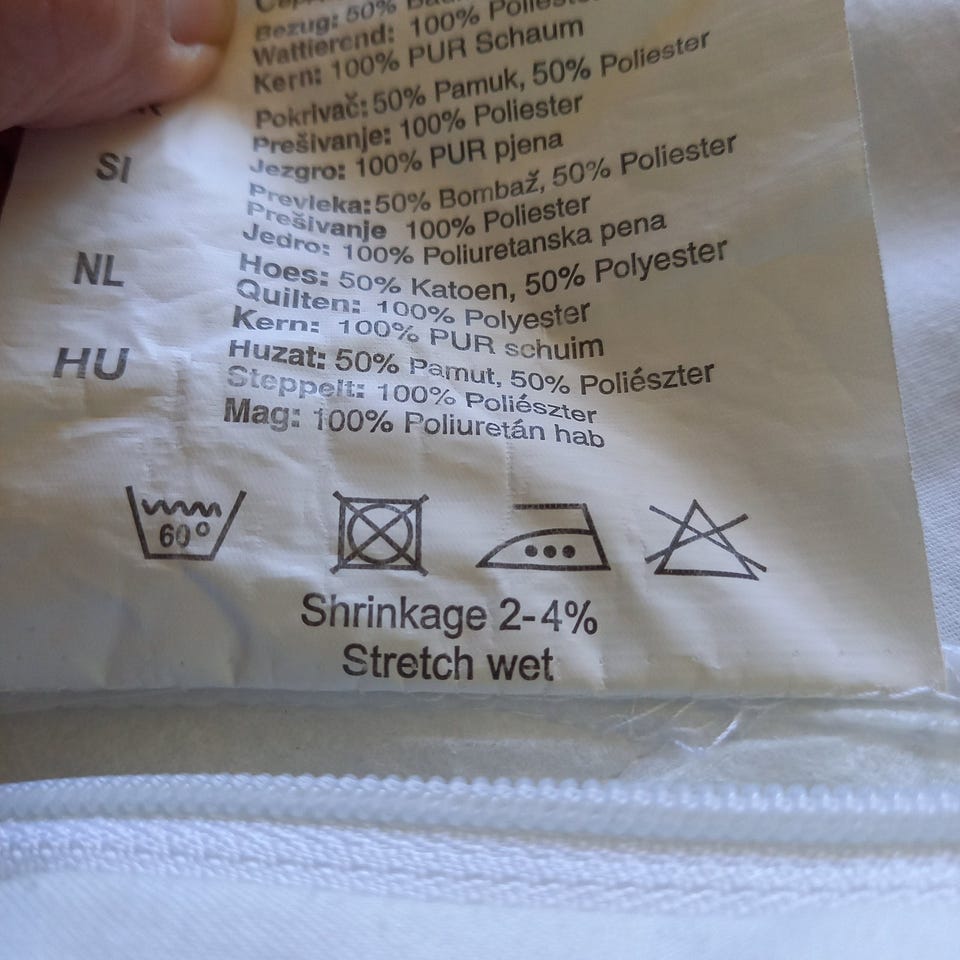 Bezug: 50%
Wattierend: 100% Poliester
Kern: 100% PUR Schaum
Pokrivač: 50% Pamuk, 50% Poliester
Prešivanje: 100% Poliester
Jezgro: 100% PUR pjena
SI
Prevleka: 50% Bombaž, 50% Poliester
Prešivanje 100% Poliester
Jedro: 100% Poliuretanska pena
NL
Hoes: 50% Katoen, 50% Polyester
Quilten: 100% Polyester
Kern: 100% PUR schuim
HU
Huzat: 50% Pamut, 50% Poliészter
Steppelt: 100% Poliészter
Mag: 100% Poliuretán hab
60°
Shrinkage 2-4%
Stretch wet